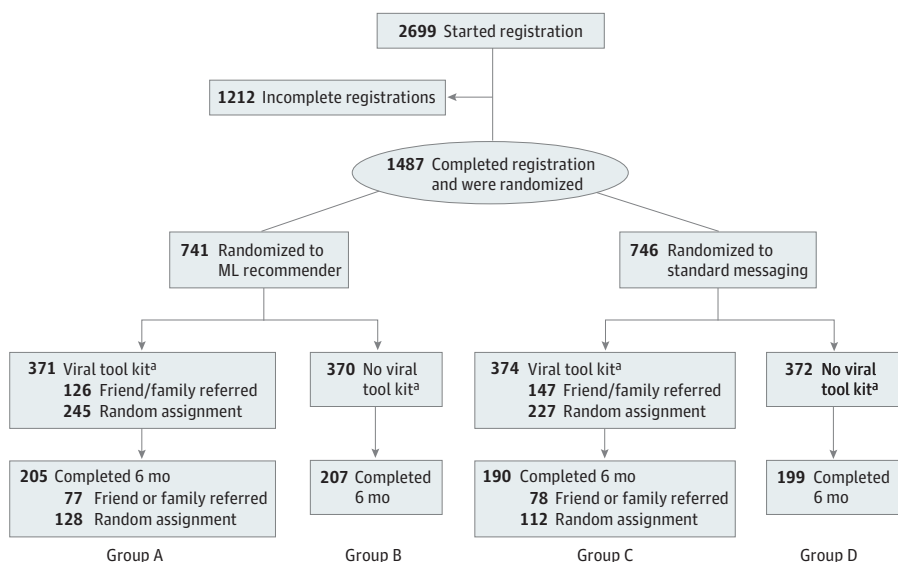 2699 Started registration
1212 Incomplete registrations
1487 Completed registration
and were randomized
741 Randomized to
ML recommender
746 Randomized to
standard messaging
371 Viral tool kitᵃ
126 Friend/family referred
245 Random assignment
370 No viral
tool kitᵃ
374 Viral tool kitᵃ
147 Friend/family referred
227 Random assignment
372 No viral
tool kitᵃ
205 Completed 6 mo
77 Friend or family referred
128 Random assignment
207 Completed
6 mo
190 Completed 6 mo
78 Friend or family referred
112 Random assignment
199 Completed
6 mo
Group A
Group B
Group C
Group D